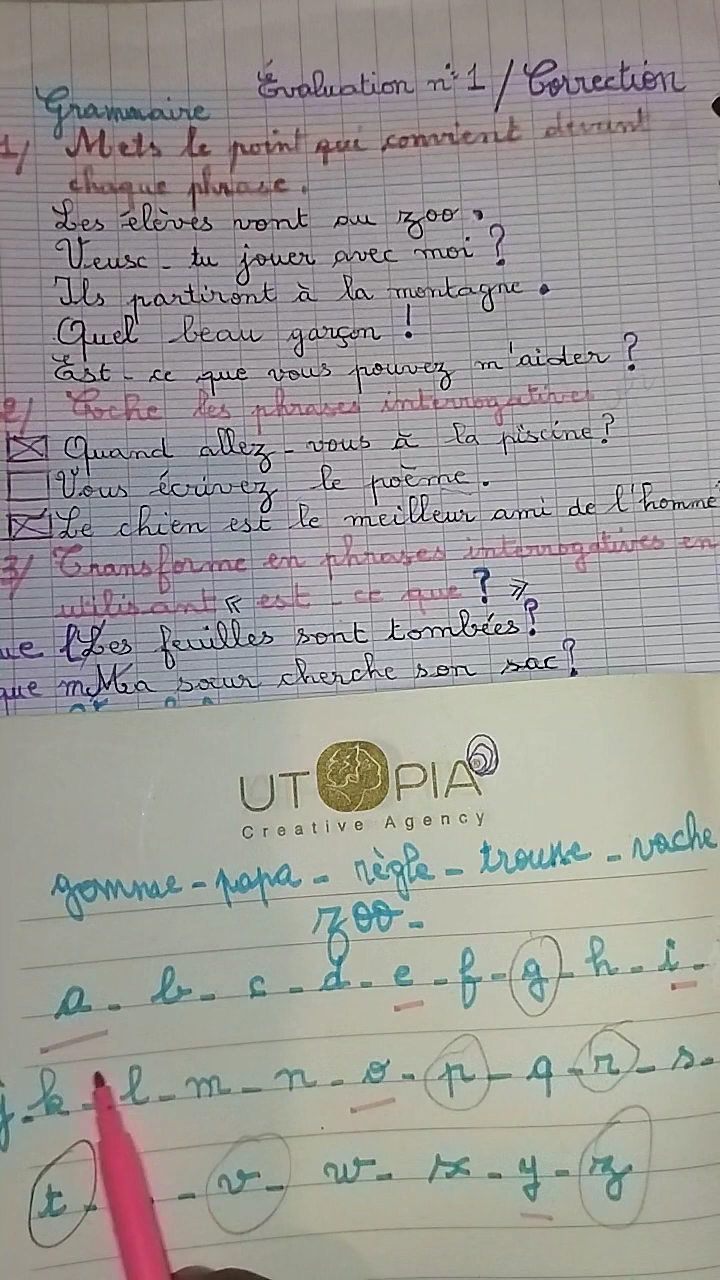 Évaluation n°1 / Correction
Grammaire
1/ Mets le point qui convient devant
chaque phrase.
Les élèves vont au zoo.
Veux-tu jouer avec moi ?
Ils partiront à la montagne.
Quel beau garçon !
Est-ce que vous pouvez m'aider ?
2/ Coche les phrases interrogatives
Quand allez-vous à la piscine ?
Vous écrivez le poème.
Le chien est le meilleur ami de l'homme
3/ Transforme en phrases interrogatives en
utilisant « est-ce que ? »
ue lLes feuilles sont tombées ?
que mMa sœur cherche son sac ?
UTOPIA
Creative Agency
gomme - papa - règle - trousse - vache
zoo -
a - b - c - d - e - f - g - h - i -
j - k - l - m - n - o - p - q - r - s -
t - - v - w - x - y - z